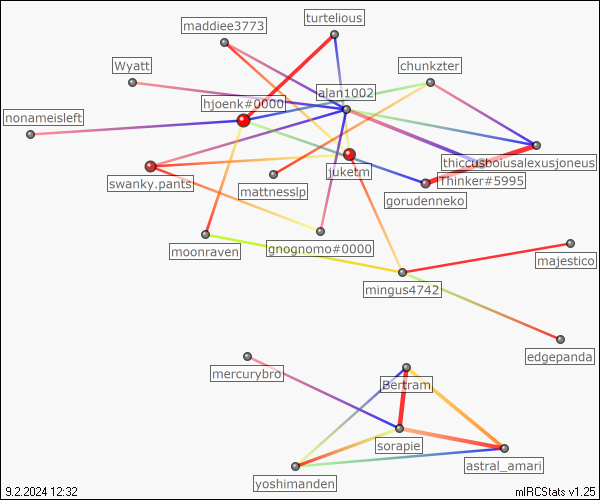 turtelious
maddiee3773
Wyatt
chunkzter
alan1002
hjoenk#0000
nonameisleft
thiccusboiusalexusjoneus
juketm
Thinker#5995
swanky.pants
mattnesslp
gorudenneko
moonraven
gnognomo#0000
majestico
mingus4742
edgepanda
mercurybro
Bertram
sorapie
astral_amari
yoshimanden
9.2.2024 12:32
mIRCStats v1.25